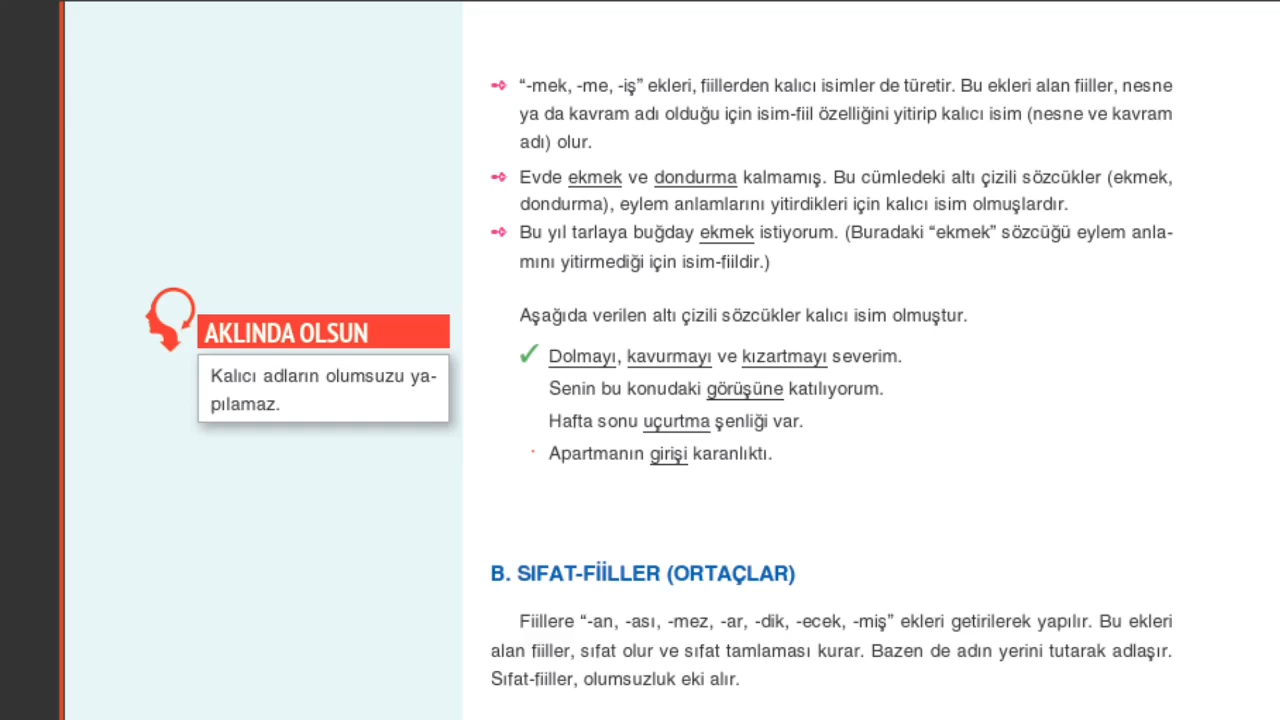 “-mek, -me, -iş” ekleri, fiillerden kalıcı isimler de türetir. Bu ekleri alan fiiller, nesne
ya da kavram adı olduğu için isim-fiil özelliğini yitirip kalıcı isim (nesne ve kavram
adı) olur.
Evde ekmek ve dondurma kalmamış. Bu cümledeki altı çizili sözcükler (ekmek,
dondurma), eylem anlamlarını yitirdikleri için kalıcı isim olmuşlardır.
Bu yıl tarlaya buğday ekmek istiyorum. (Buradaki “ekmek” sözcüğü eylem anla-
mını yitirmediği için isim-fiildir.)
AKLINDA OLSUN
Kalıcı adların olumsuzu ya-
pılamaz.
Aşağıda verilen altı çizili sözcükler kalıcı isim olmuştur.
Dolmayı, kavurmayı ve kızartmayı severim.
Senin bu konudaki görüşüne katılıyorum.
Hafta sonu uçurtma şenliği var.
Apartmanın girişi karanlıktı.
B. SIFAT-FİİLLER (ORTAÇLAR)
Fiillere “-an, -ası, -mez, -ar, -dik, -ecek, -miş” ekleri getirilerek yapılır. Bu ekleri
alan fiiller, sıfat olur ve sıfat tamlaması kurar. Bazen de adın yerini tutarak adlaşır.
Sıfat-fiiller, olumsuzluk eki alır.